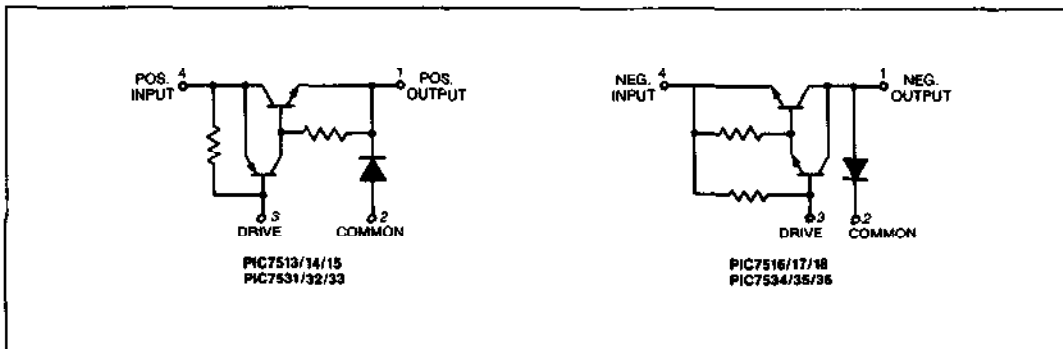 POS. INPUT
4
1
POS. OUTPUT
3
DRIVE
2
COMMON
PIC7513/14/15
PIC7531/32/33
NEG. INPUT
4
1
NEG. OUTPUT
3
DRIVE
2
COMMON
PIC7516/17/18
PIC7534/35/36